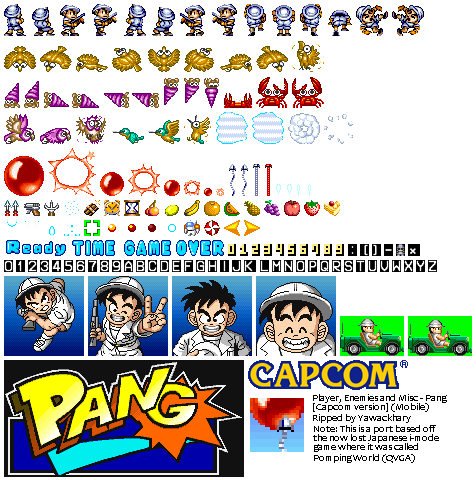 Ready TIME GAME OVER 0123456789:()-x
0123456789ABCDEFGHIJKLMNOPQRSTUVWXYZ
PANG
CAPCOM®
Player, Enemies and Misc - Pang
[Capcom version] (Mobile)
Ripped by Yawackhary
Note: This is a port based off
the now lost Japanese i-mode
game where it was called
Pomping World (QVGA)